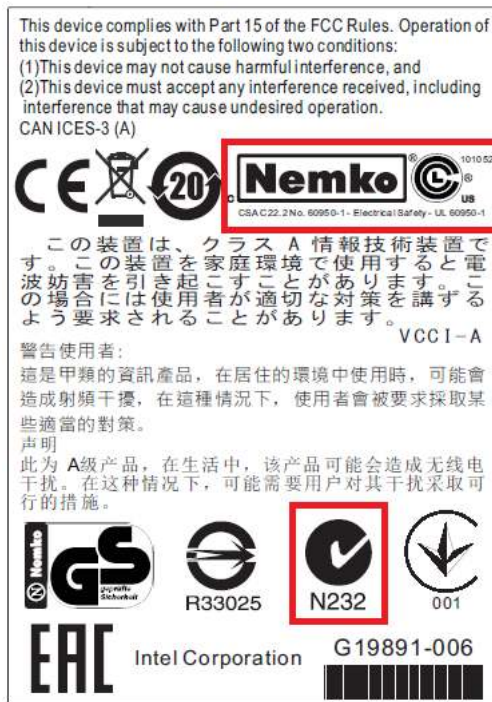 This device complies with Part 15 of the FCC Rules. Operation of
this device is subject to the following two conditions:
(1)This device may not cause harmful interference, and
(2)This device must accept any interference received, including
interference that may cause undesired operation.
CAN ICES-3 (A)
CE 20 C Nemko ® C L ® 101052 US
CSA C22.2 No. 60950-1 - Electrical Safety - UL 60950-1
この装置は、クラス A 情報技術装置で
す。この装置を家庭環境で使用すると電
波妨害を引き起こすことがあります。こ
の場合には使用者が適切な対策を講ずる
よう要求されることがあります。
VCCI-A
警告使用者:
這是甲類的資訊產品，在居住的環境中使用時，可能會
造成射頻干擾，在這種情況下，使用者會被要求採取某
些適當的對策。
声明
此为 A级产品，在生活中，该产品可能会造成无线电
干扰。在这种情况下，可能需要用户对其干扰采取可
行的措施。
N Nemko GS geprüfte Sicherheit
R33025
N232
001
EAC Intel Corporation G19891-006